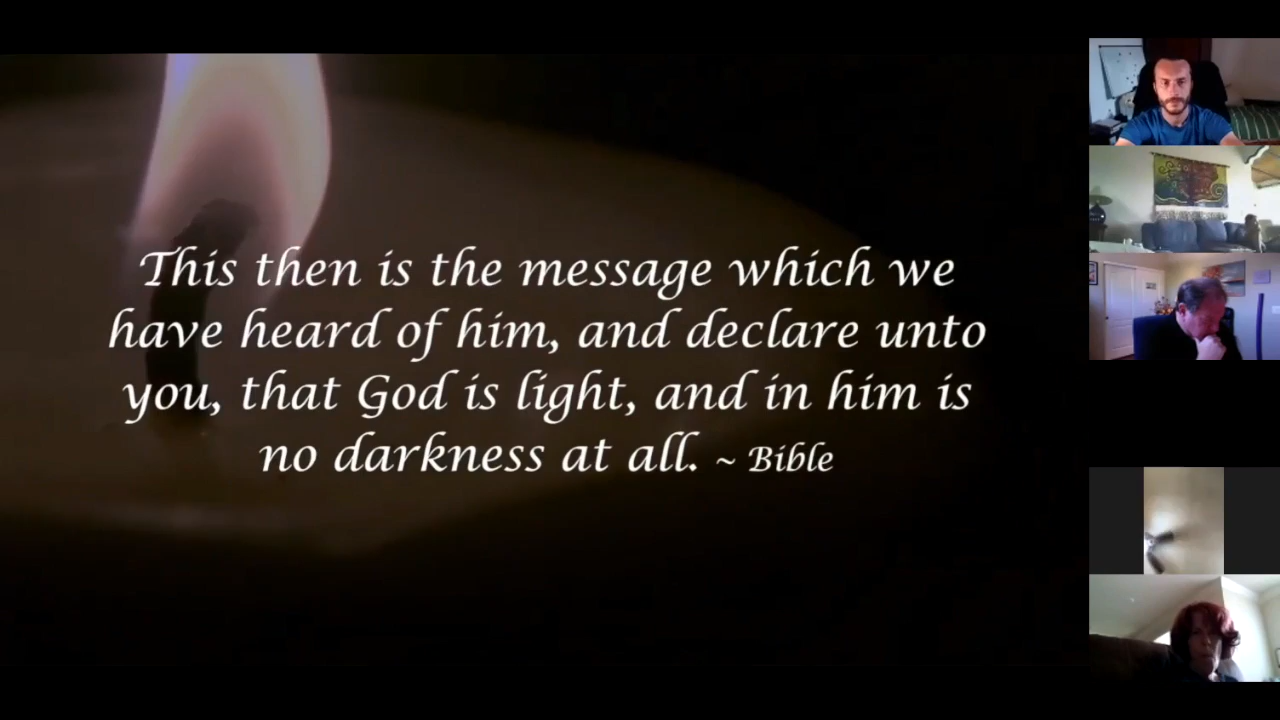 This then is the message which we
have heard of him, and declare unto
you, that God is light, and in him is
no darkness at all. ~ Bible